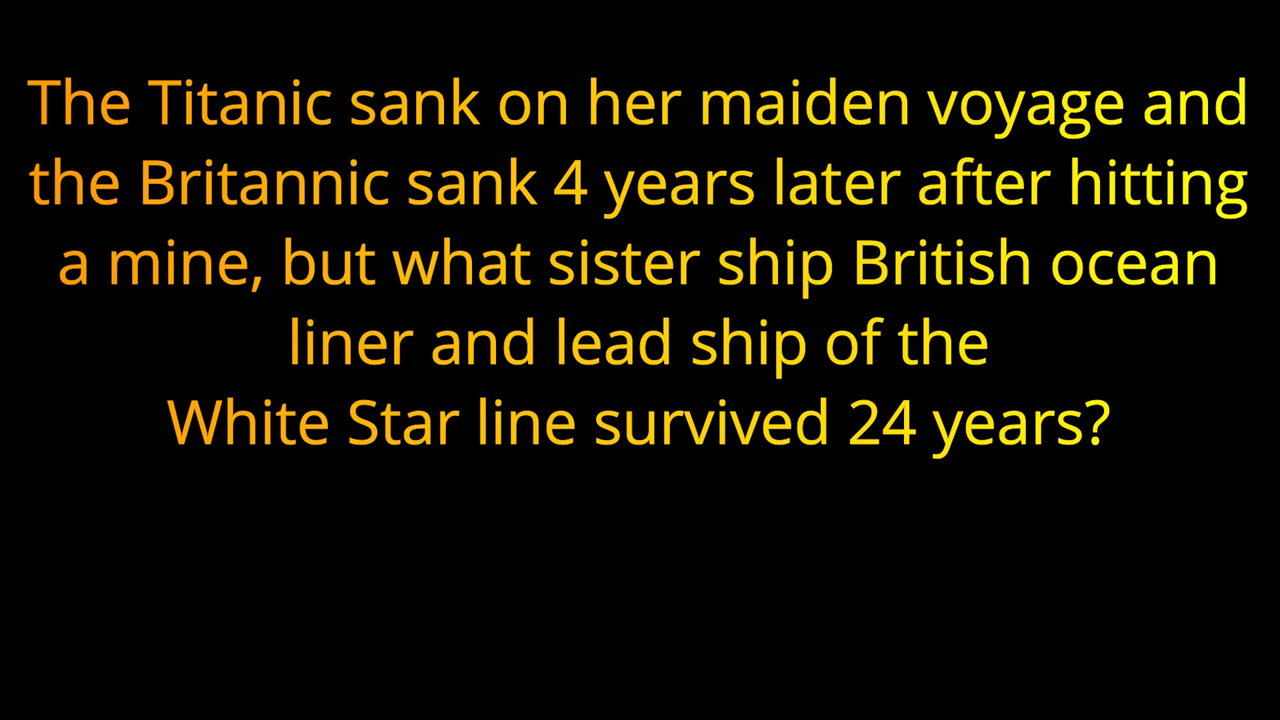 The Titanic sank on her maiden voyage and
the Britannic sank 4 years later after hitting
a mine, but what sister ship British ocean
liner and lead ship of the
White Star line survived 24 years?